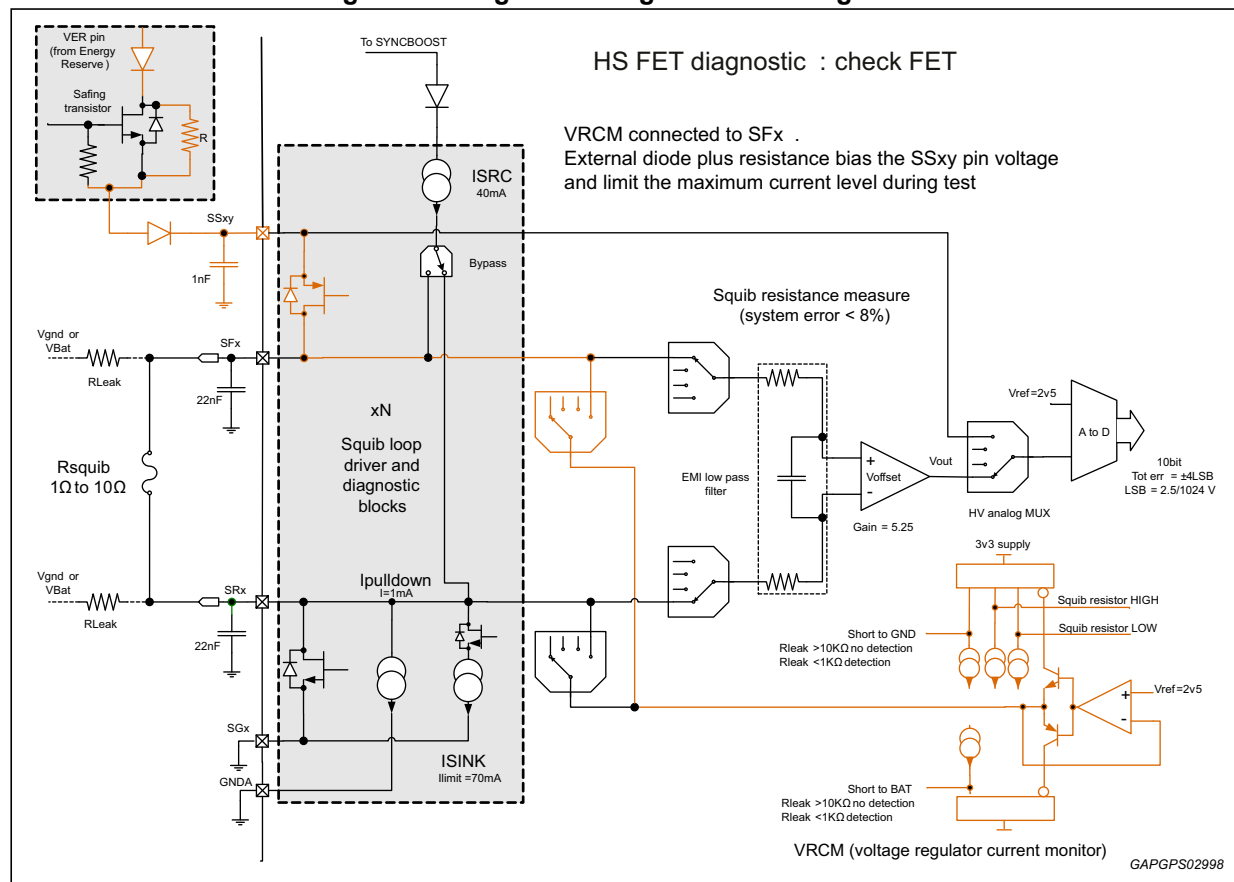 VER pin
(from Energy
Reserve )
Safing
transistor
R
To SYNCBOOST
HS FET diagnostic : check FET
VRCM connected to SFx .
External diode plus resistance bias the SSxy pin voltage
and limit the maximum current level during test
ISRC
40mA
SSxy
1nF
Bypass
Squib resistance measure
(system error < 8%)
Vgnd or
VBat
SFx
RLeak
22nF
xN
Squib loop
driver and
diagnostic
blocks
Rsquib
1Ω to 10Ω
Vref=2v5
A to D
10bit
Tot err = ±4LSB
LSB = 2.5/1024 V
EMI low pass
filter
+
Voffset
-
Vout
Gain = 5.25
HV analog MUX
3v3 supply
Vgnd or
VBat
SRx
RLeak
22nF
Ipulldown
I=1mA
Squib resistor HIGH
Squib resistor LOW
Short to GND
Rleak >10KΩ no detection
Rleak <1KΩ detection
Vref=2v5
+
-
SGx
GNDA
ISINK
Ilimit =70mA
Short to BAT
Rleak >10KΩ no detection
Rleak <1KΩ detection
VRCM (voltage regulator current monitor)
GAPGPS02998